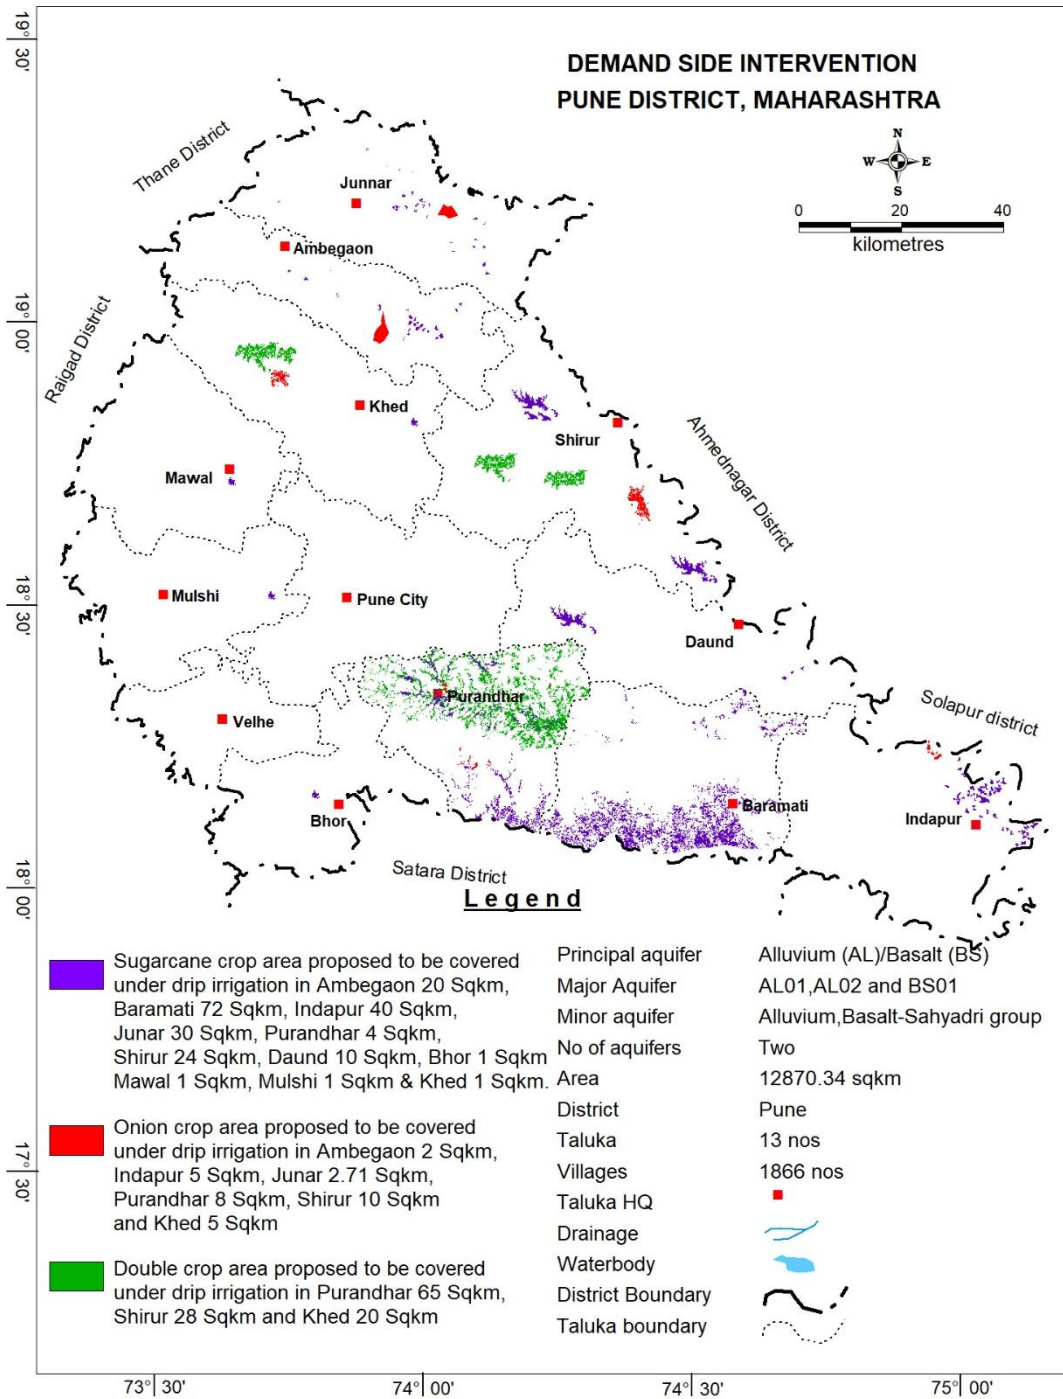 DEMAND SIDE INTERVENTION
PUNE DISTRICT, MAHARASHTRA
N
W E
S
0 20 40
kilometres
19° 30'
19° 00'
18° 30'
18° 00'
17° 30'
Thane District
Raigad District
Ahmednagar District
Solapur district
Satara District
Junnar
Ambegaon
Khed
Shirur
Mawal
Mulshi
Pune City
Daund
Purandhar
Velhe
Bhor
Baramati
Indapur
Legend
Sugarcane crop area proposed to be covered
under drip irrigation in Ambegaon 20 Sqkm,
Baramati 72 Sqkm, Indapur 40 Sqkm,
Junar 30 Sqkm, Purandhar 4 Sqkm,
Shirur 24 Sqkm, Daund 10 Sqkm, Bhor 1 Sqkm
Mawal 1 Sqkm, Mulshi 1 Sqkm & Khed 1 Sqkm.
Onion crop area proposed to be covered
under drip irrigation in Ambegaon 2 Sqkm,
Indapur 5 Sqkm, Junar 2.71 Sqkm,
Purandhar 8 Sqkm, Shirur 10 Sqkm
and Khed 5 Sqkm
Double crop area proposed to be covered
under drip irrigation in Purandhar 65 Sqkm,
Shirur 28 Sqkm and Khed 20 Sqkm
Principal aquifer Alluvium (AL)/Basalt (BS)
Major Aquifer AL01,AL02 and BS01
Minor aquifer Alluvium,Basalt-Sahyadri group
No of aquifers Two
Area 12870.34 sqkm
District Pune
Taluka 13 nos
Villages 1866 nos
Taluka HQ
Drainage
Waterbody
District Boundary
Taluka boundary
73° 30' 74° 00' 74° 30' 75° 00'